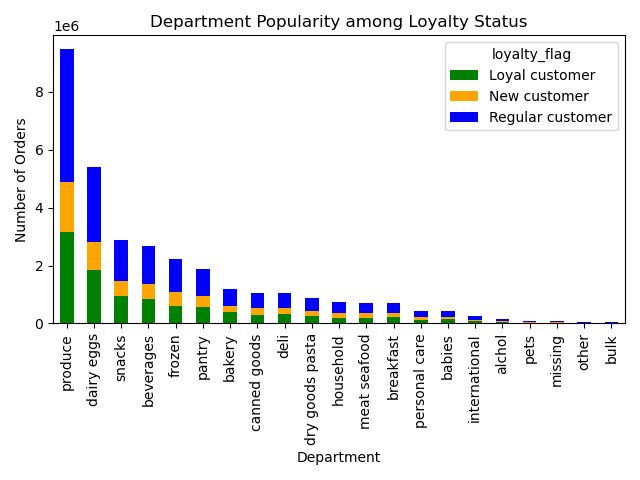 Department Popularity among Loyalty Status
1e6
loyalty_flag
Loyal customer
New customer
Regular customer
Number of Orders
8
6
4
2
0
produce
dairy eggs
snacks
beverages
frozen
pantry
bakery
canned goods
deli
dry goods pasta
household
meat seafood
breakfast
personal care
babies
international
alchol
pets
missing
other
bulk
Department